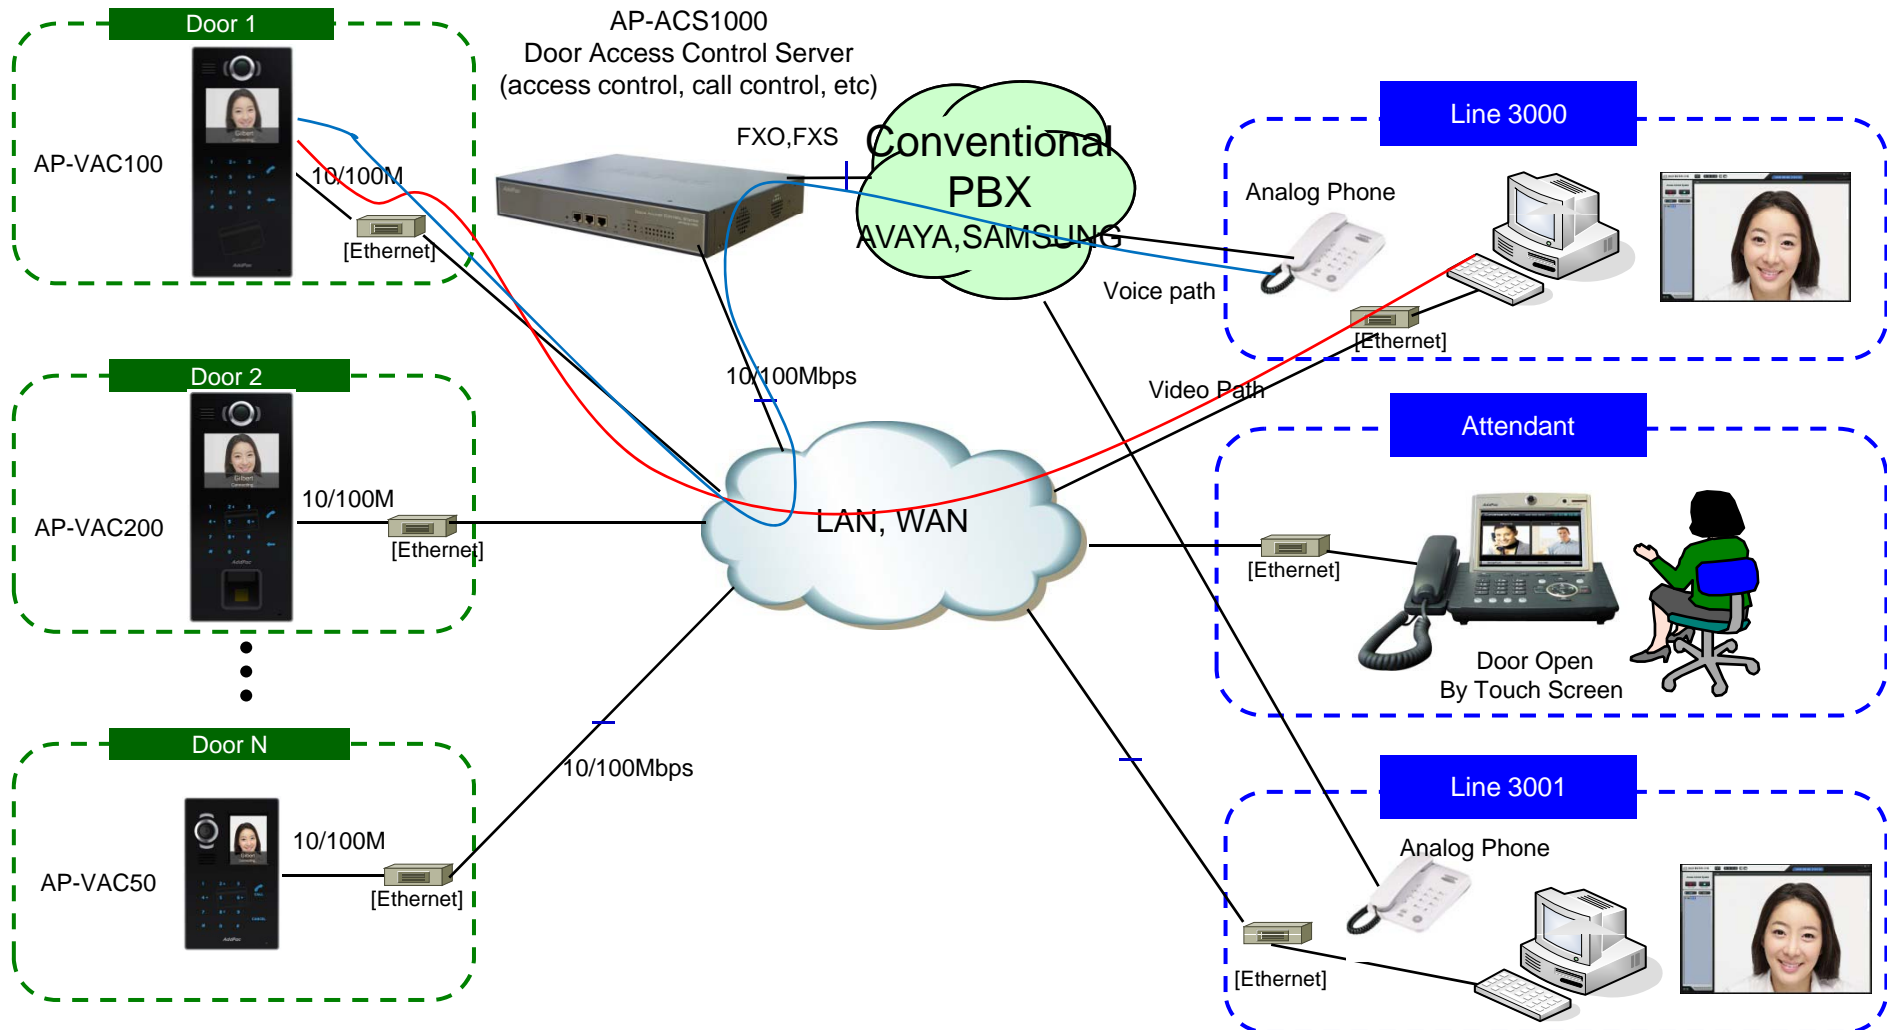 Door 1
AP-VAC100
10/100M
[Ethernet]
AP-ACS1000
Door Access Control Server
(access control, call control, etc)
FXO,FXS
Conventional
PBX
AVAYA,SAMSUNG
Line 3000
Analog Phone
Voice path
[Ethernet]
Video Path
10/100Mbps
Door 2
AP-VAC200
10/100M
[Ethernet]
LAN, WAN
Attendant
[Ethernet]
Door Open
By Touch Screen
Door N
AP-VAC50
10/100M
[Ethernet]
10/100Mbps
Line 3001
Analog Phone
[Ethernet]